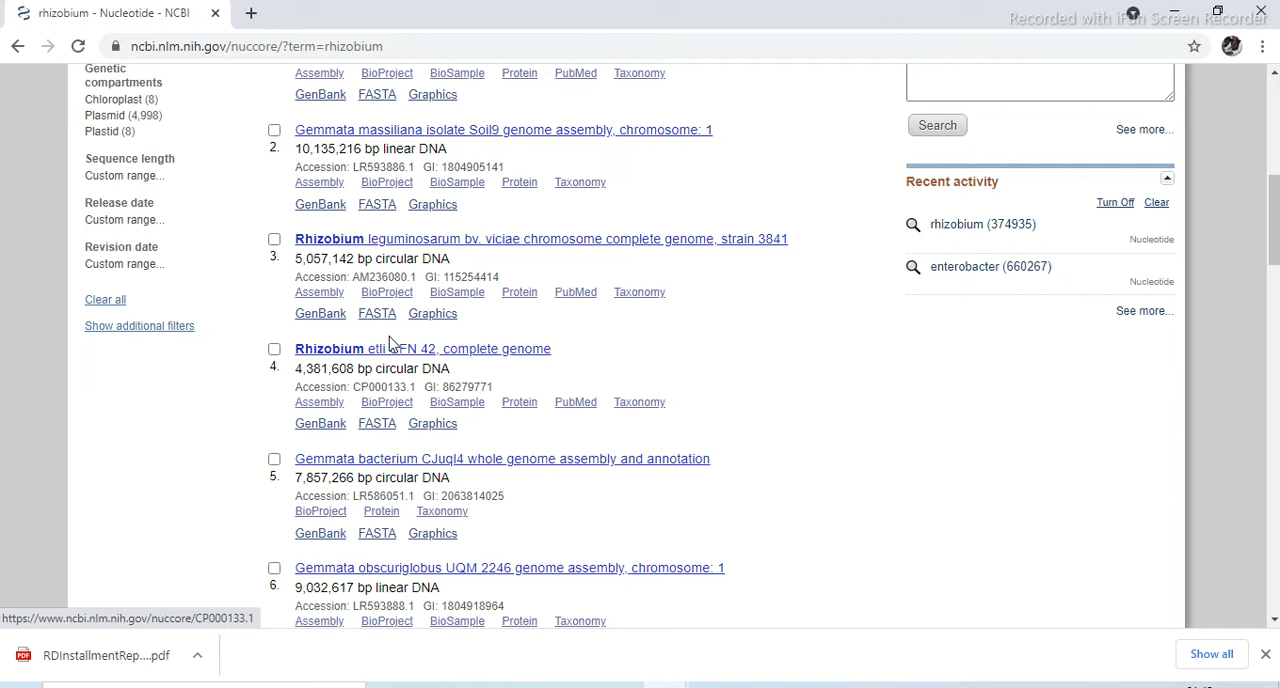 rhizobium - Nucleotide - NCBI
Recorded with iFun Screen Recorder
ncbi.nlm.nih.gov/nuccore/?term=rhizobium
Genetic
compartments
Chloroplast (8)
Plasmid (4,998)
Plastid (8)
Sequence length
Custom range...
Release date
Custom range...
Revision date
Custom range...
Clear all
Show additional filters
Assembly BioProject BioSample Protein PubMed Taxonomy
GenBank FASTA Graphics
Gemmata massiliana isolate Soil9 genome assembly, chromosome: 1
2. 10,135,216 bp linear DNA
Accession: LR593886.1 GI: 1804905141
Assembly BioProject BioSample Protein Taxonomy
GenBank FASTA Graphics
Rhizobium leguminosarum bv. viciae chromosome complete genome, strain 3841
3. 5,057,142 bp circular DNA
Accession: AM236080.1 GI: 115254414
Assembly BioProject BioSample Protein PubMed Taxonomy
GenBank FASTA Graphics
Rhizobium etli FN 42, complete genome
4. 4,381,608 bp circular DNA
Accession: CP000133.1 GI: 86279771
Assembly BioProject BioSample Protein PubMed Taxonomy
GenBank FASTA Graphics
Gemmata bacterium CJuql4 whole genome assembly and annotation
5. 7,857,266 bp circular DNA
Accession: LR586051.1 GI: 2063814025
BioProject Protein Taxonomy
GenBank FASTA Graphics
Gemmata obscuriglobus UQM 2246 genome assembly, chromosome: 1
6. 9,032,617 bp linear DNA
Accession: LR593888.1 GI: 1804918964
Assembly BioProject BioSample Protein Taxonomy
Search
See more...
Recent activity
Turn Off Clear
rhizobium (374935)
Nucleotide
enterobacter (660267)
Nucleotide
See more...
https://www.ncbi.nlm.nih.gov/nuccore/CP000133.1
PDF
RDInstallmentRep....pdf
Show all